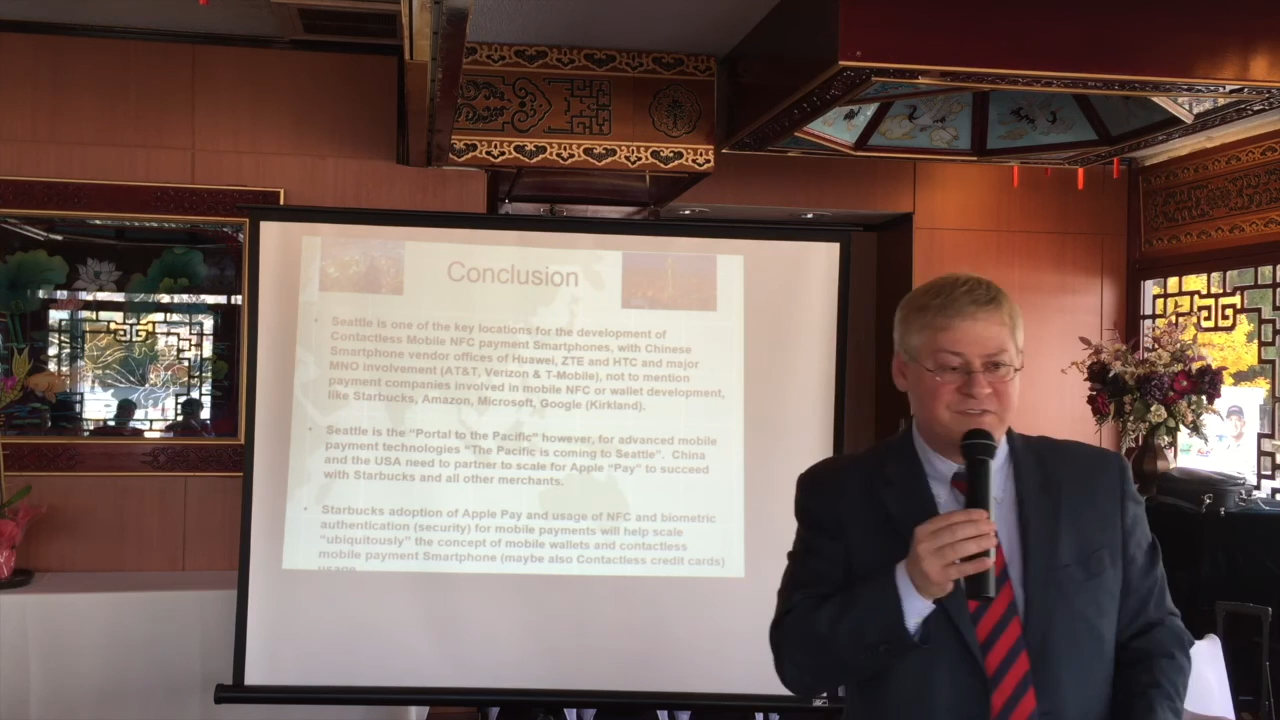 Conclusion
• Seattle is one of the key locations for the development of
Contactless Mobile NFC payment Smartphones, with Chinese
Smartphone vendor offices of Huawei, ZTE and HTC and major
MNO involvement (AT&T, Verizon & T-Mobile), not to mention
payment companies involved in mobile NFC or wallet development,
like Starbucks, Amazon, Microsoft, Google (Kirkland).
• Seattle is the “Portal to the Pacific” however, for advanced mobile
payment technologies “The Pacific is coming to Seattle”. China
and the USA need to partner to scale for Apple “Pay” to succeed
with Starbucks and all other merchants.
• Starbucks adoption of Apple Pay and usage of NFC and biometric
authentication (security) for mobile payments will help scale
“ubiquitously” the concept of mobile wallets and contactless
mobile payment Smartphone (maybe also Contactless credit cards)
usage